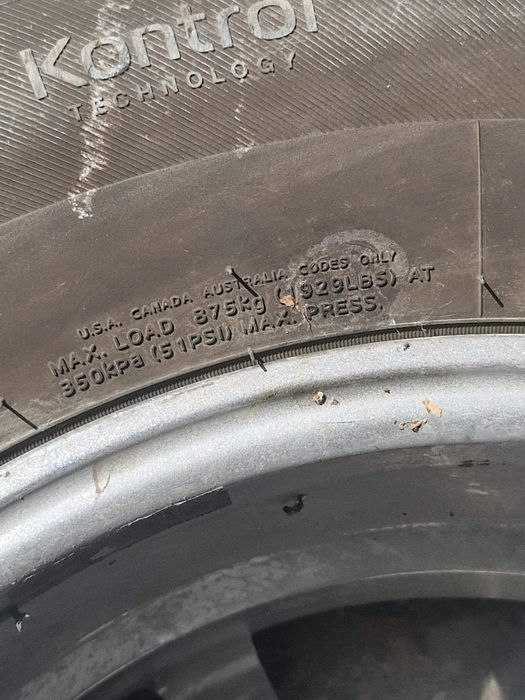 Kontrol
TECHNOLOGY
U.S.A. CANADA AUSTRALIA CODES ONLY
MAX. LOAD 875kg (1929LBS) AT
350kPa (51PSI) MAX. PRESS.